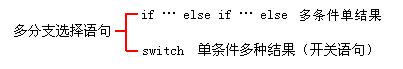 if … else if … else 多条件单结果
多分支选择语句
switch 单条件多种结果（开关语句）